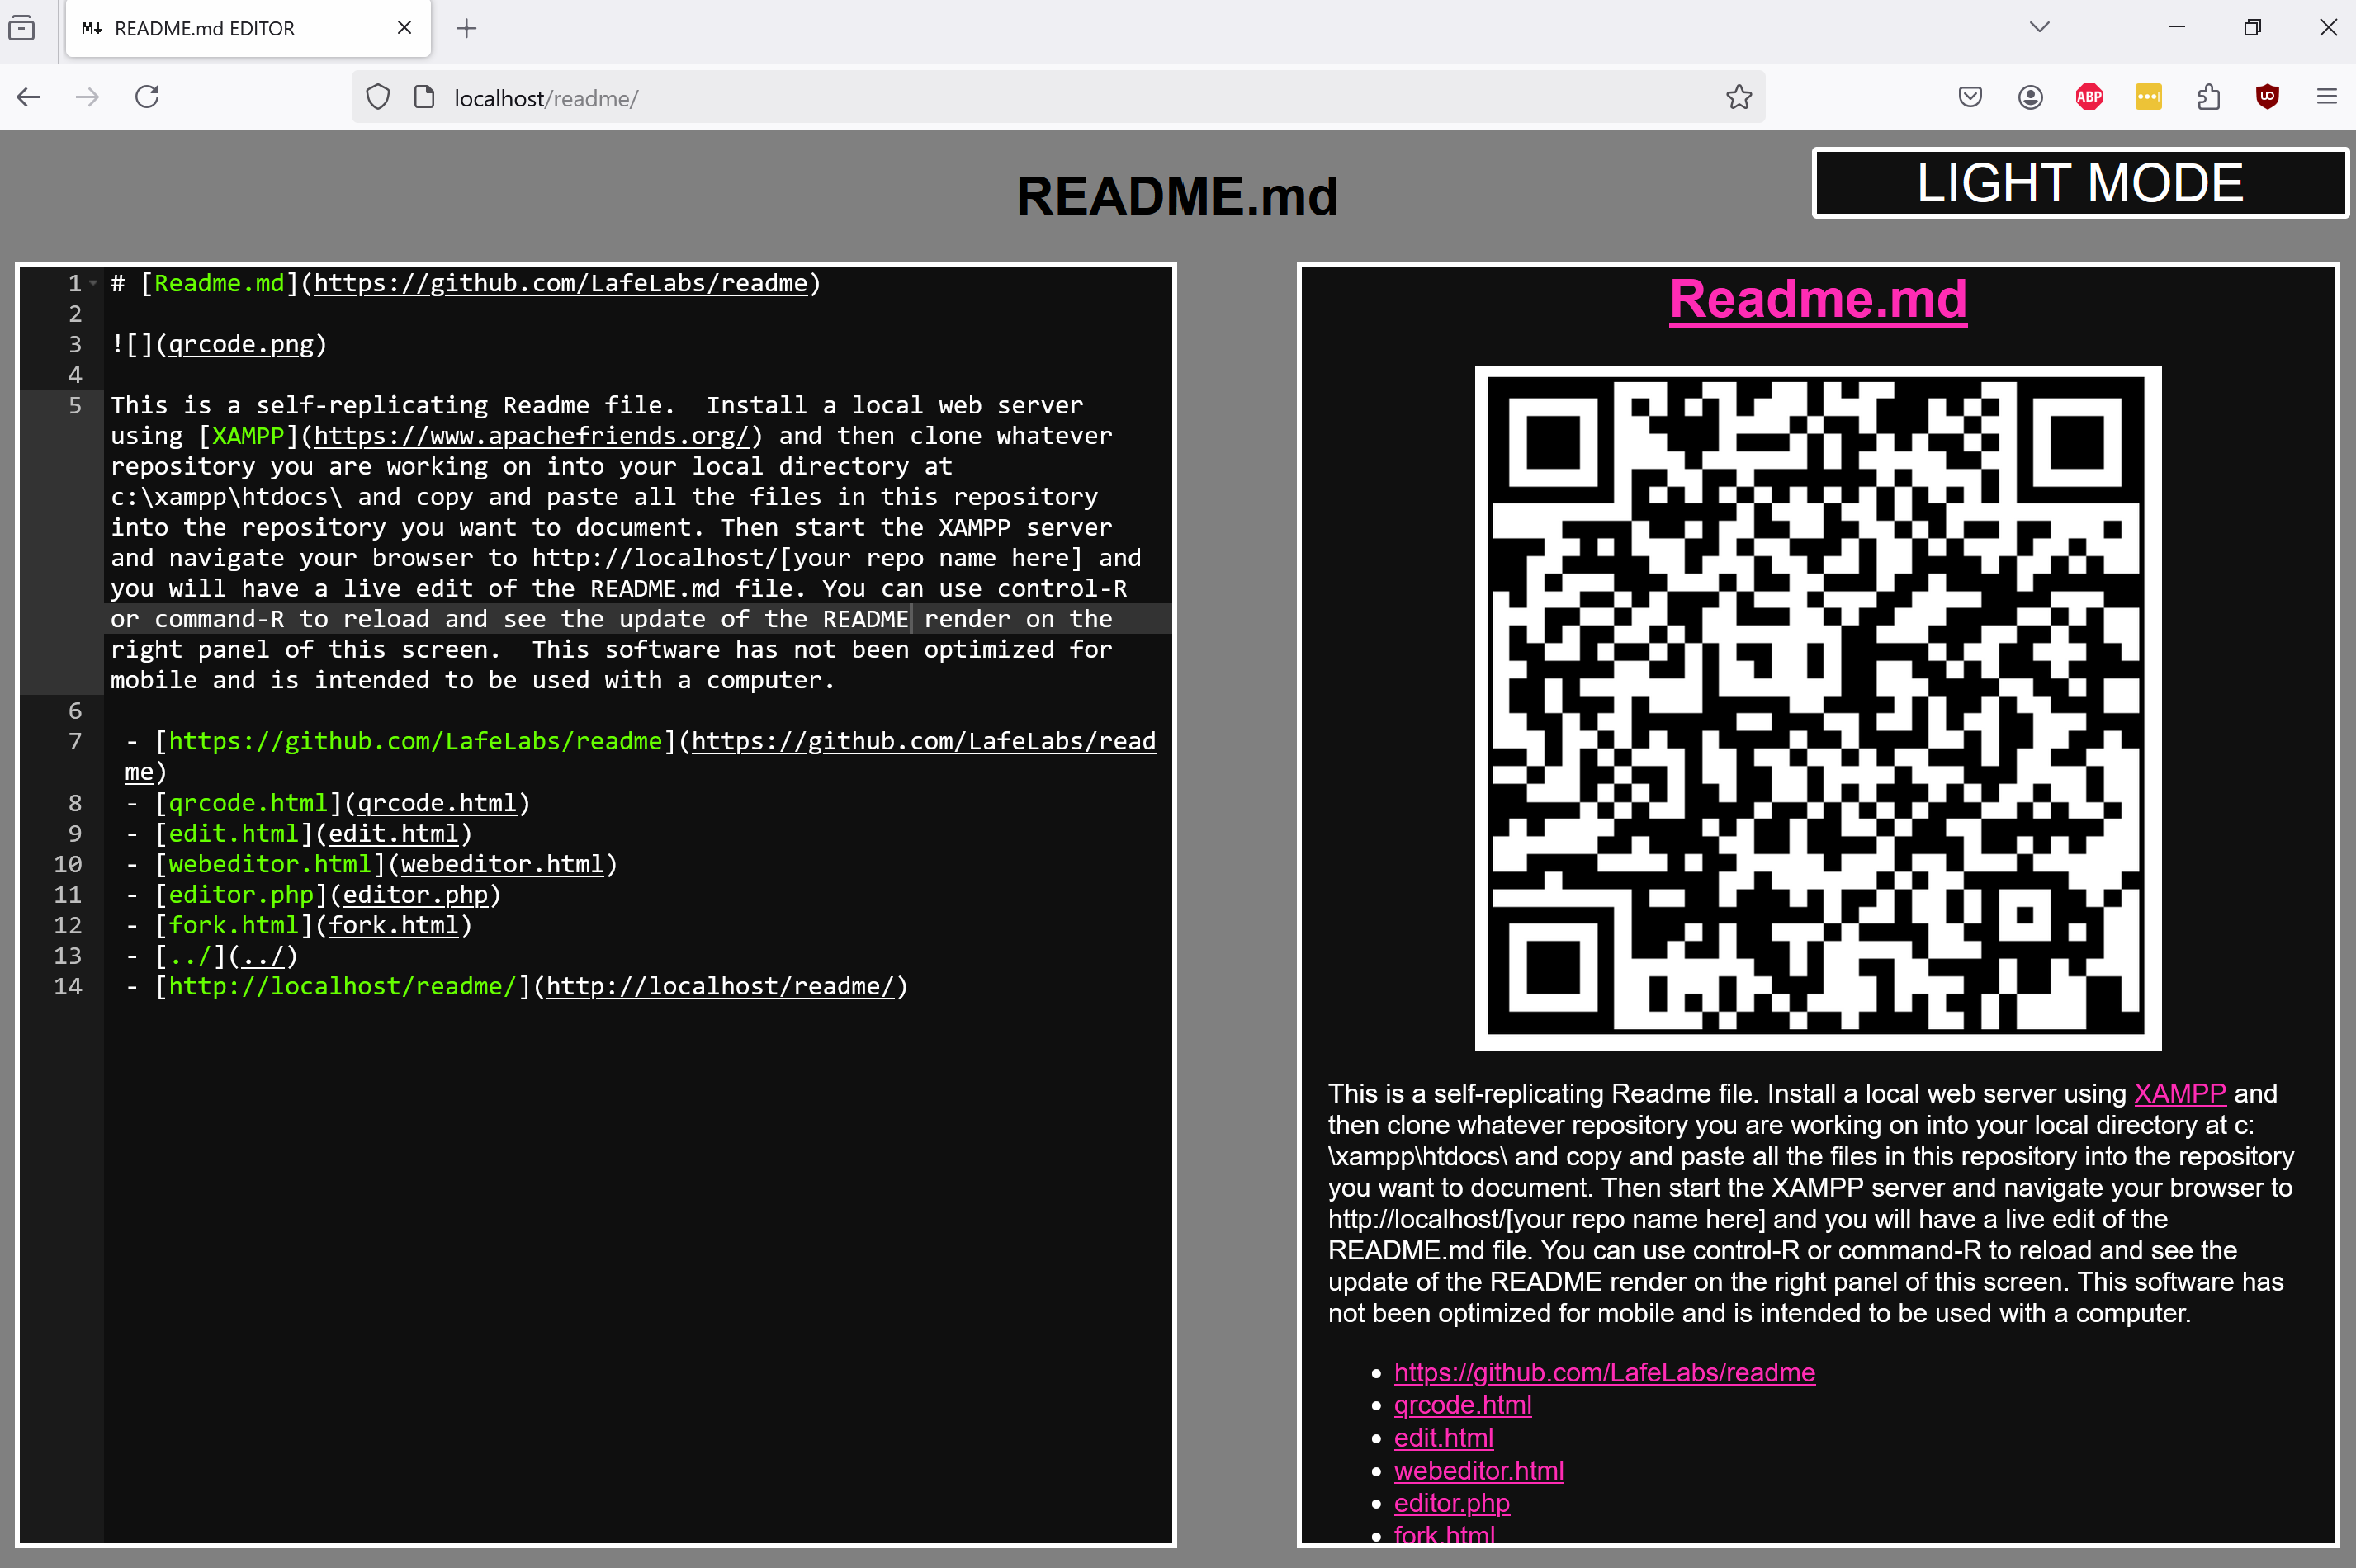 README.md EDITOR
localhost/readme/
ABP
README.md
LIGHT MODE
1 # [Readme.md](https://github.com/LafeLabs/readme)
2
3 ![](qrcode.png)
4
5 This is a self-replicating Readme file.  Install a local web server
using [XAMPP](https://www.apachefriends.org/) and then clone whatever
repository you are working on into your local directory at
c:\xampp\htdocs\ and copy and paste all the files in this repository
into the repository you want to document. Then start the XAMPP server
and navigate your browser to http://localhost/[your repo name here] and
you will have a live edit of the README.md file. You can use control-R
or command-R to reload and see the update of the README render on the
right panel of this screen.  This software has not been optimized for
mobile and is intended to be used with a computer.
6
7 - [https://github.com/LafeLabs/readme](https://github.com/LafeLabs/read
me)
8 - [qrcode.html](qrcode.html)
9 - [edit.html](edit.html)
10 - [webeditor.html](webeditor.html)
11 - [editor.php](editor.php)
12 - [fork.html](fork.html)
13 - [../](../)
14 - [http://localhost/readme/](http://localhost/readme/)
Readme.md
This is a self-replicating Readme file. Install a local web server using XAMPP and
then clone whatever repository you are working on into your local directory at c:
\xampp\htdocs\ and copy and paste all the files in this repository into the repository
you want to document. Then start the XAMPP server and navigate your browser to
http://localhost/[your repo name here] and you will have a live edit of the
README.md file. You can use control-R or command-R to reload and see the
update of the README render on the right panel of this screen. This software has
not been optimized for mobile and is intended to be used with a computer.
• https://github.com/LafeLabs/readme
• qrcode.html
• edit.html
• webeditor.html
• editor.php
• fork.html